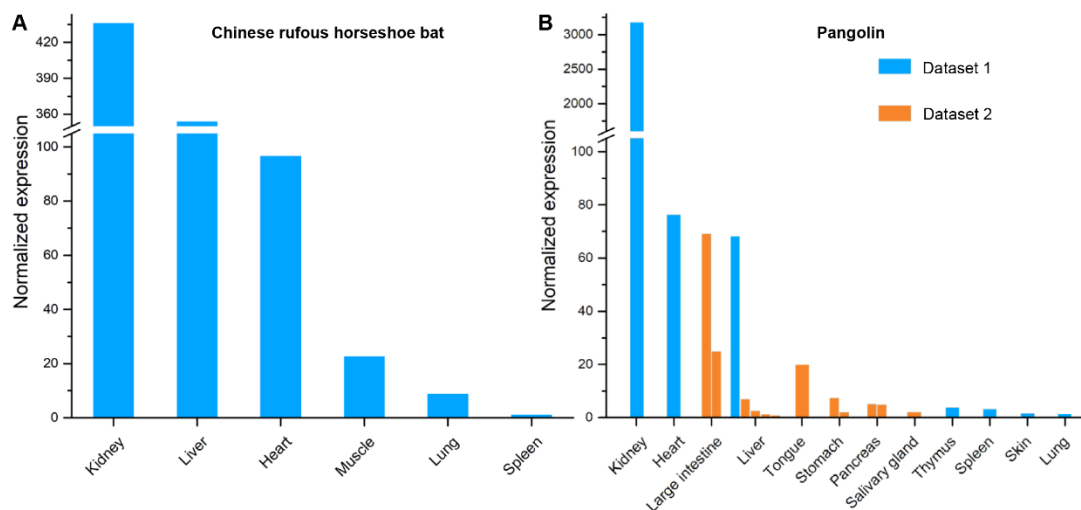 A
Chinese rufous horseshoe bat
Normalized expression
420
390
360
100
80
60
40
20
0
Kidney
Liver
Heart
Muscle
Lung
Spleen
B
Pangolin
Dataset 1
Dataset 2
Normalized expression
3000
2500
2000
100
80
60
40
20
0
Kidney
Heart
Large intestine
Liver
Tongue
Stomach
Pancreas
Salivary gland
Thymus
Spleen
Skin
Lung